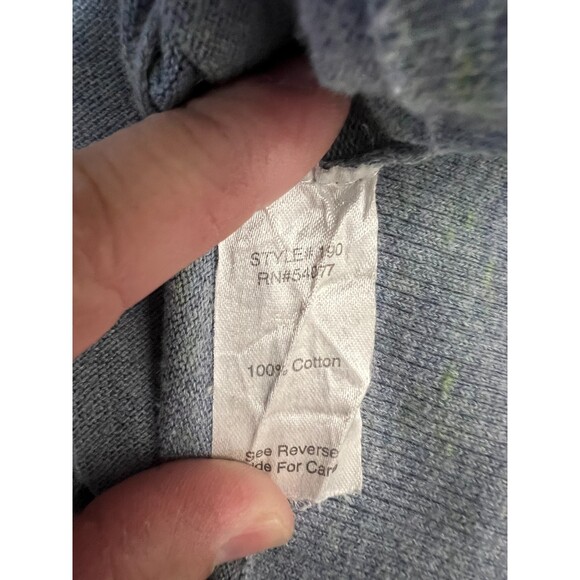 STYLE# 190
RN#54077
100% Cotton
See Reverse
Side For Care